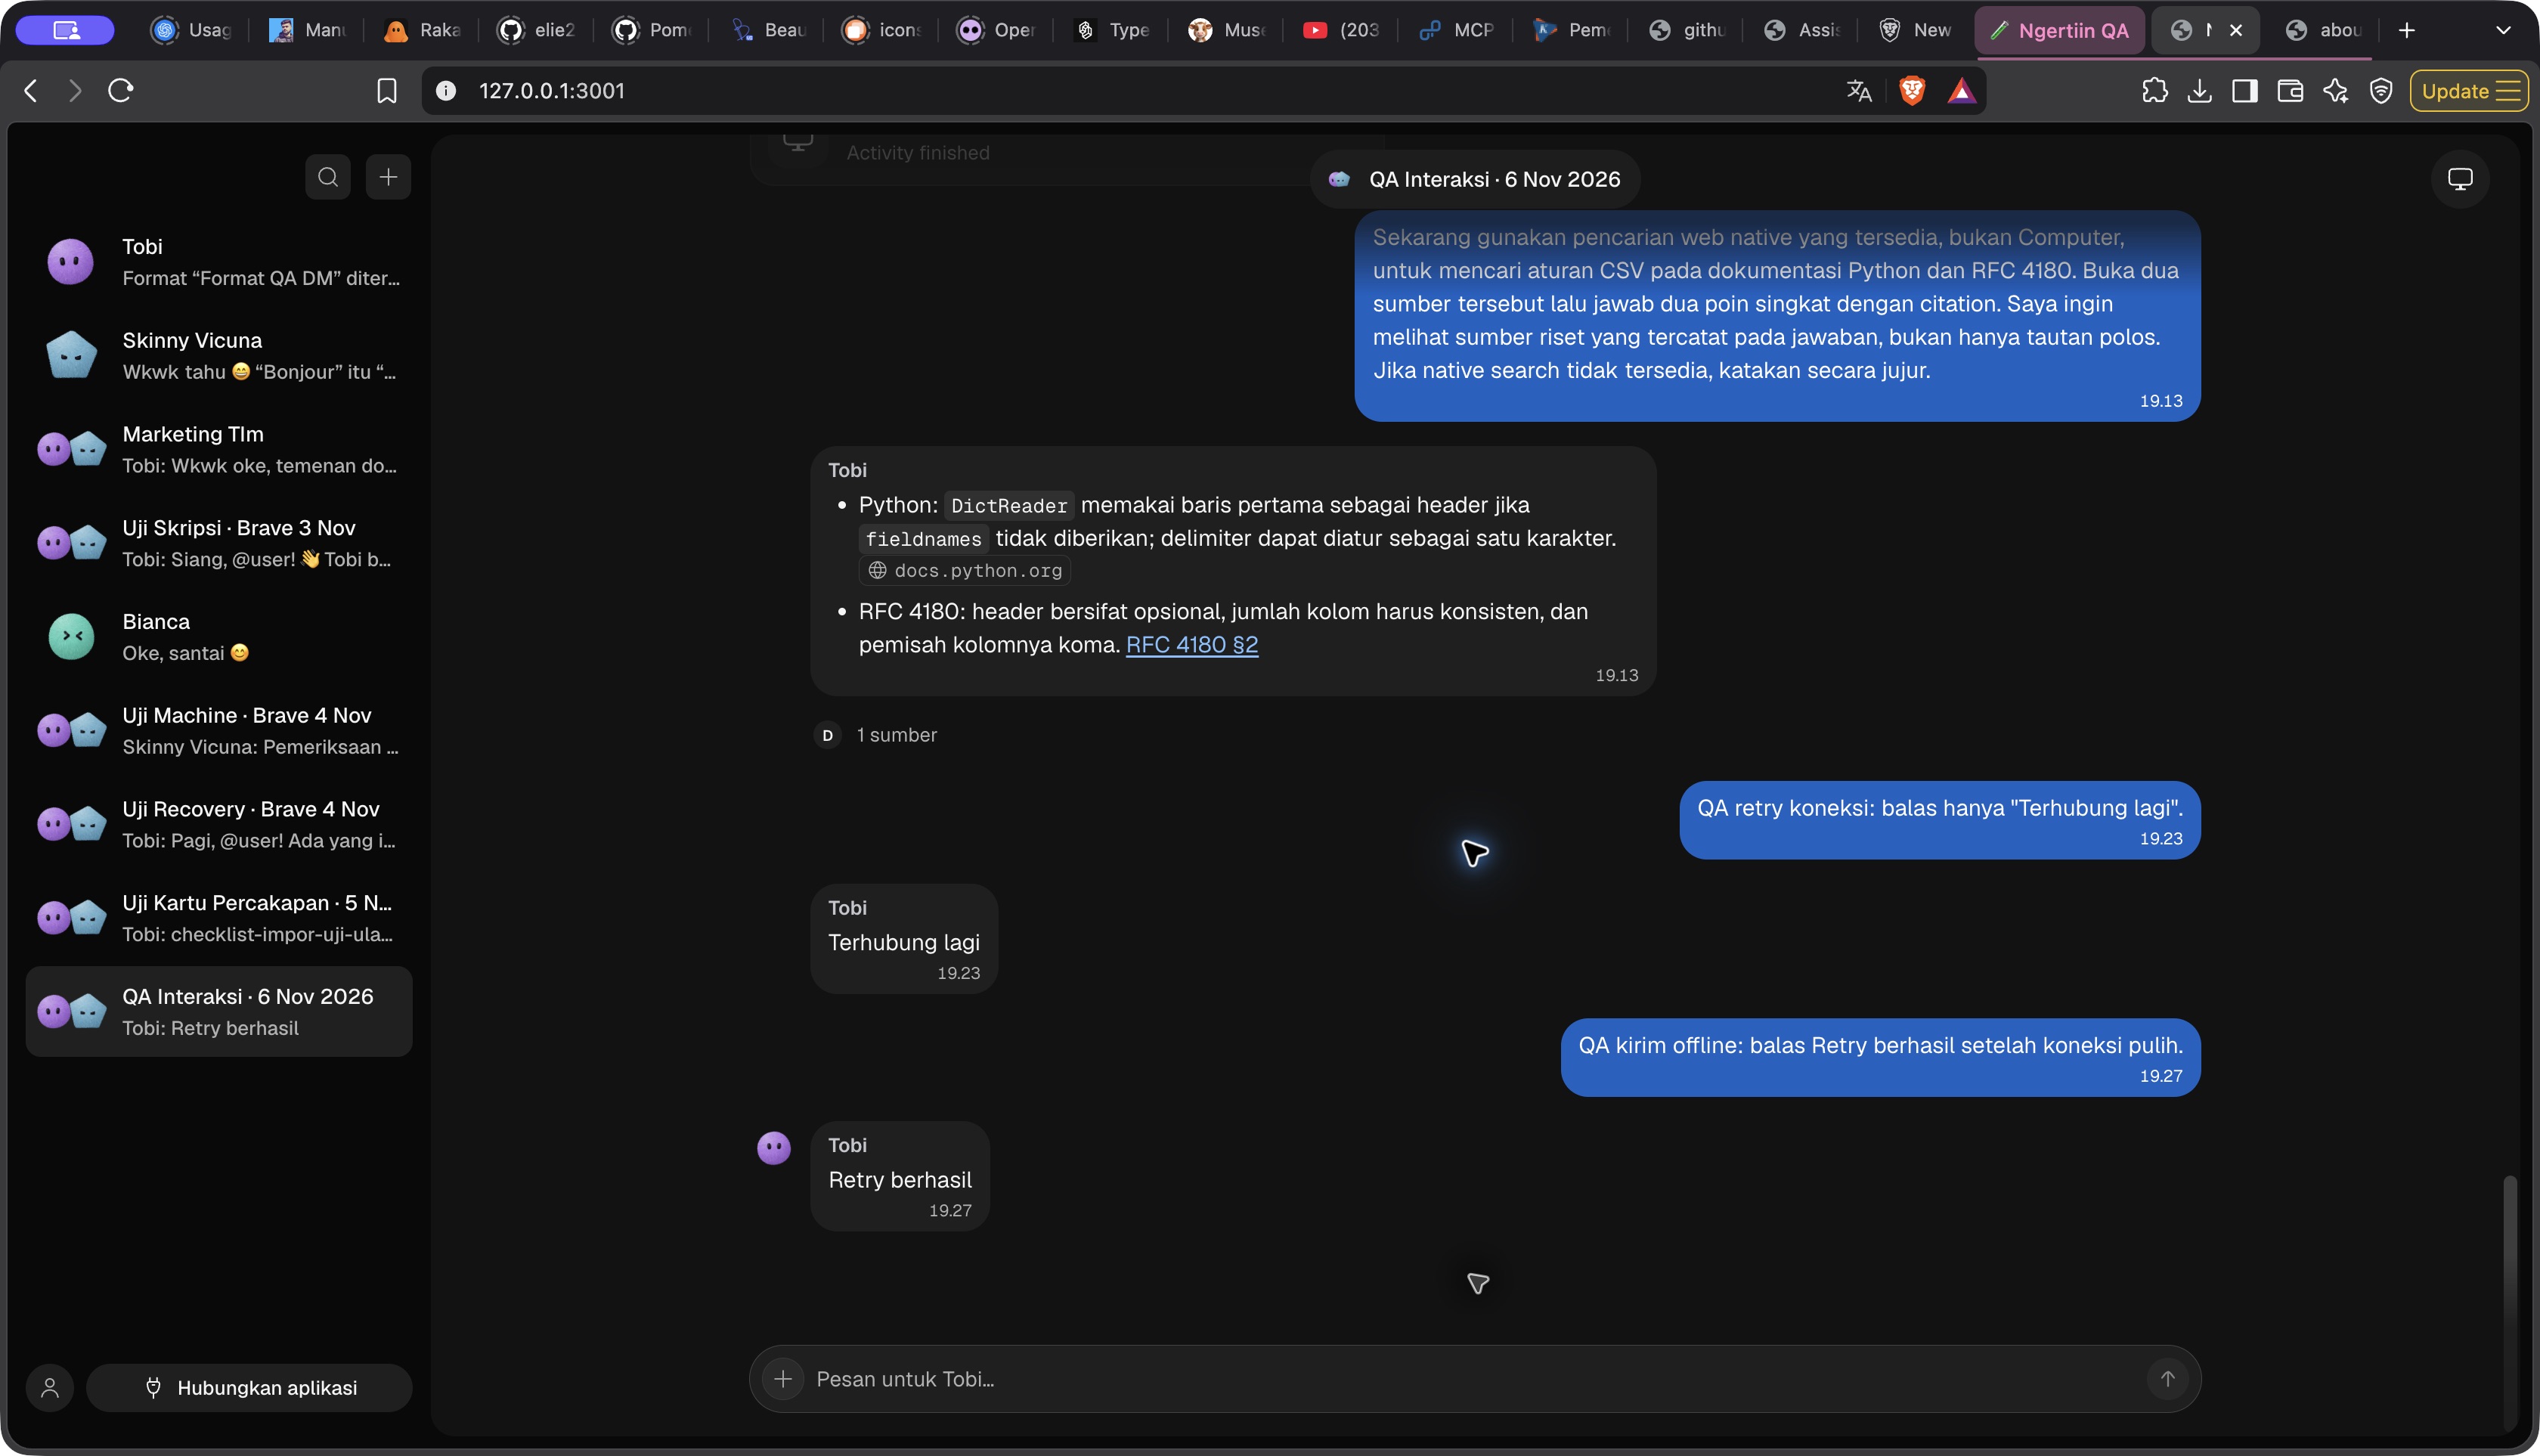 Usag
Manu
Raka
elie2
Pom
Beau
icons
Oper
Type
Muse
(203
MCP
Peme
githu
Assis
New
Ngertiin QA
abou
127.0.0.1:3001
Update
Activity finished
QA Interaksi · 6 Nov 2026
Tobi
Format “Format QA DM” diter...
Skinny Vicuna
Wkwk tahu 😄 “Bonjour” itu “...
Marketing TIm
Tobi: Wkwk oke, temenan do...
Uji Skripsi · Brave 3 Nov
Tobi: Siang, @user! 👋 Tobi b...
Bianca
Oke, santai 😊
Uji Machine · Brave 4 Nov
Skinny Vicuna: Pemeriksaan ...
Uji Recovery · Brave 4 Nov
Tobi: Pagi, @user! Ada yang i...
Uji Kartu Percakapan · 5 N...
Tobi: checklist-impor-uji-ula...
QA Interaksi · 6 Nov 2026
Tobi: Retry berhasil
Hubungkan aplikasi
Sekarang gunakan pencarian web native yang tersedia, bukan Computer,
untuk mencari aturan CSV pada dokumentasi Python dan RFC 4180. Buka dua
sumber tersebut lalu jawab dua poin singkat dengan citation. Saya ingin
melihat sumber riset yang tercatat pada jawaban, bukan hanya tautan polos.
Jika native search tidak tersedia, katakan secara jujur.
19.13
Tobi
• Python: DictReader memakai baris pertama sebagai header jika
fieldnames tidak diberikan; delimiter dapat diatur sebagai satu karakter.
docs.python.org
• RFC 4180: header bersifat opsional, jumlah kolom harus konsisten, dan
pemisah kolomnya koma. RFC 4180 §2
19.13
D 1 sumber
QA retry koneksi: balas hanya "Terhubung lagi".
19.23
Tobi
Terhubung lagi
19.23
QA kirim offline: balas Retry berhasil setelah koneksi pulih.
19.27
Tobi
Retry berhasil
19.27
Pesan untuk Tobi...